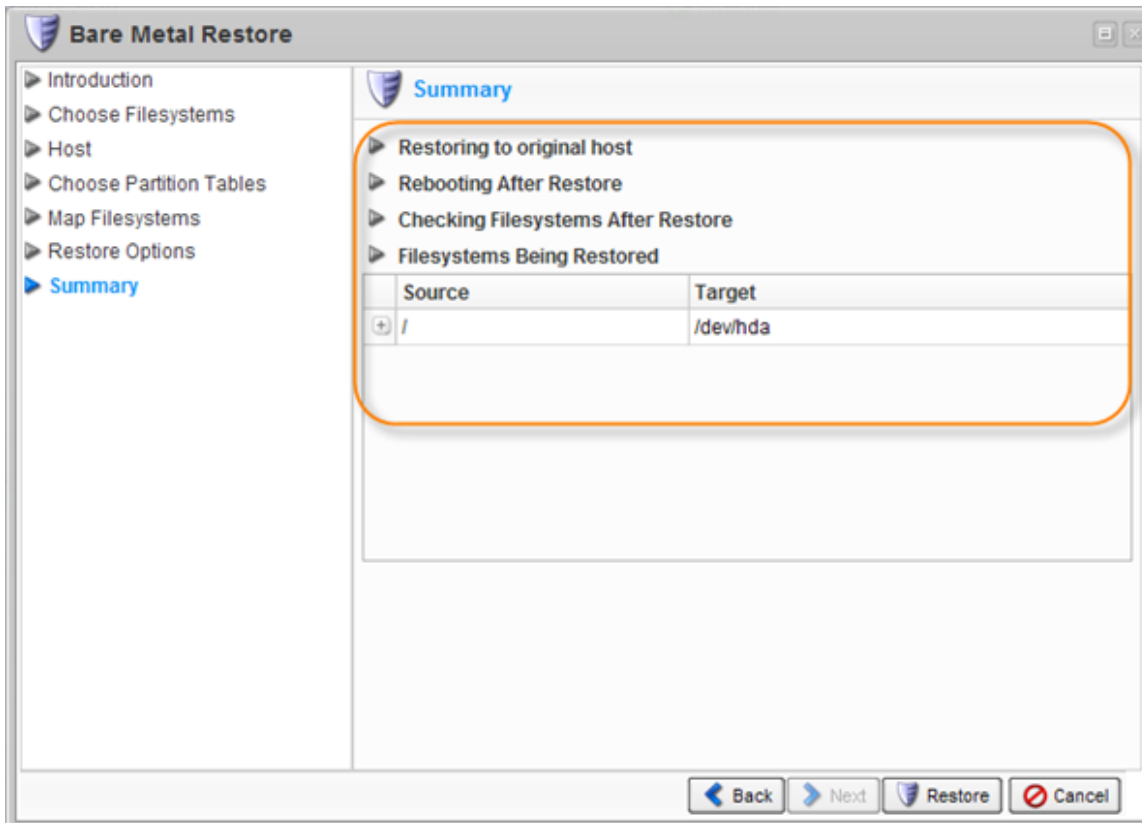 Bare Metal Restore
Introduction
Choose Filesystems
Host
Choose Partition Tables
Map Filesystems
Restore Options
Summary
Summary
Restoring to original host
Rebooting After Restore
Checking Filesystems After Restore
Filesystems Being Restored
Source Target
/ /dev/hda
Back Next Restore Cancel